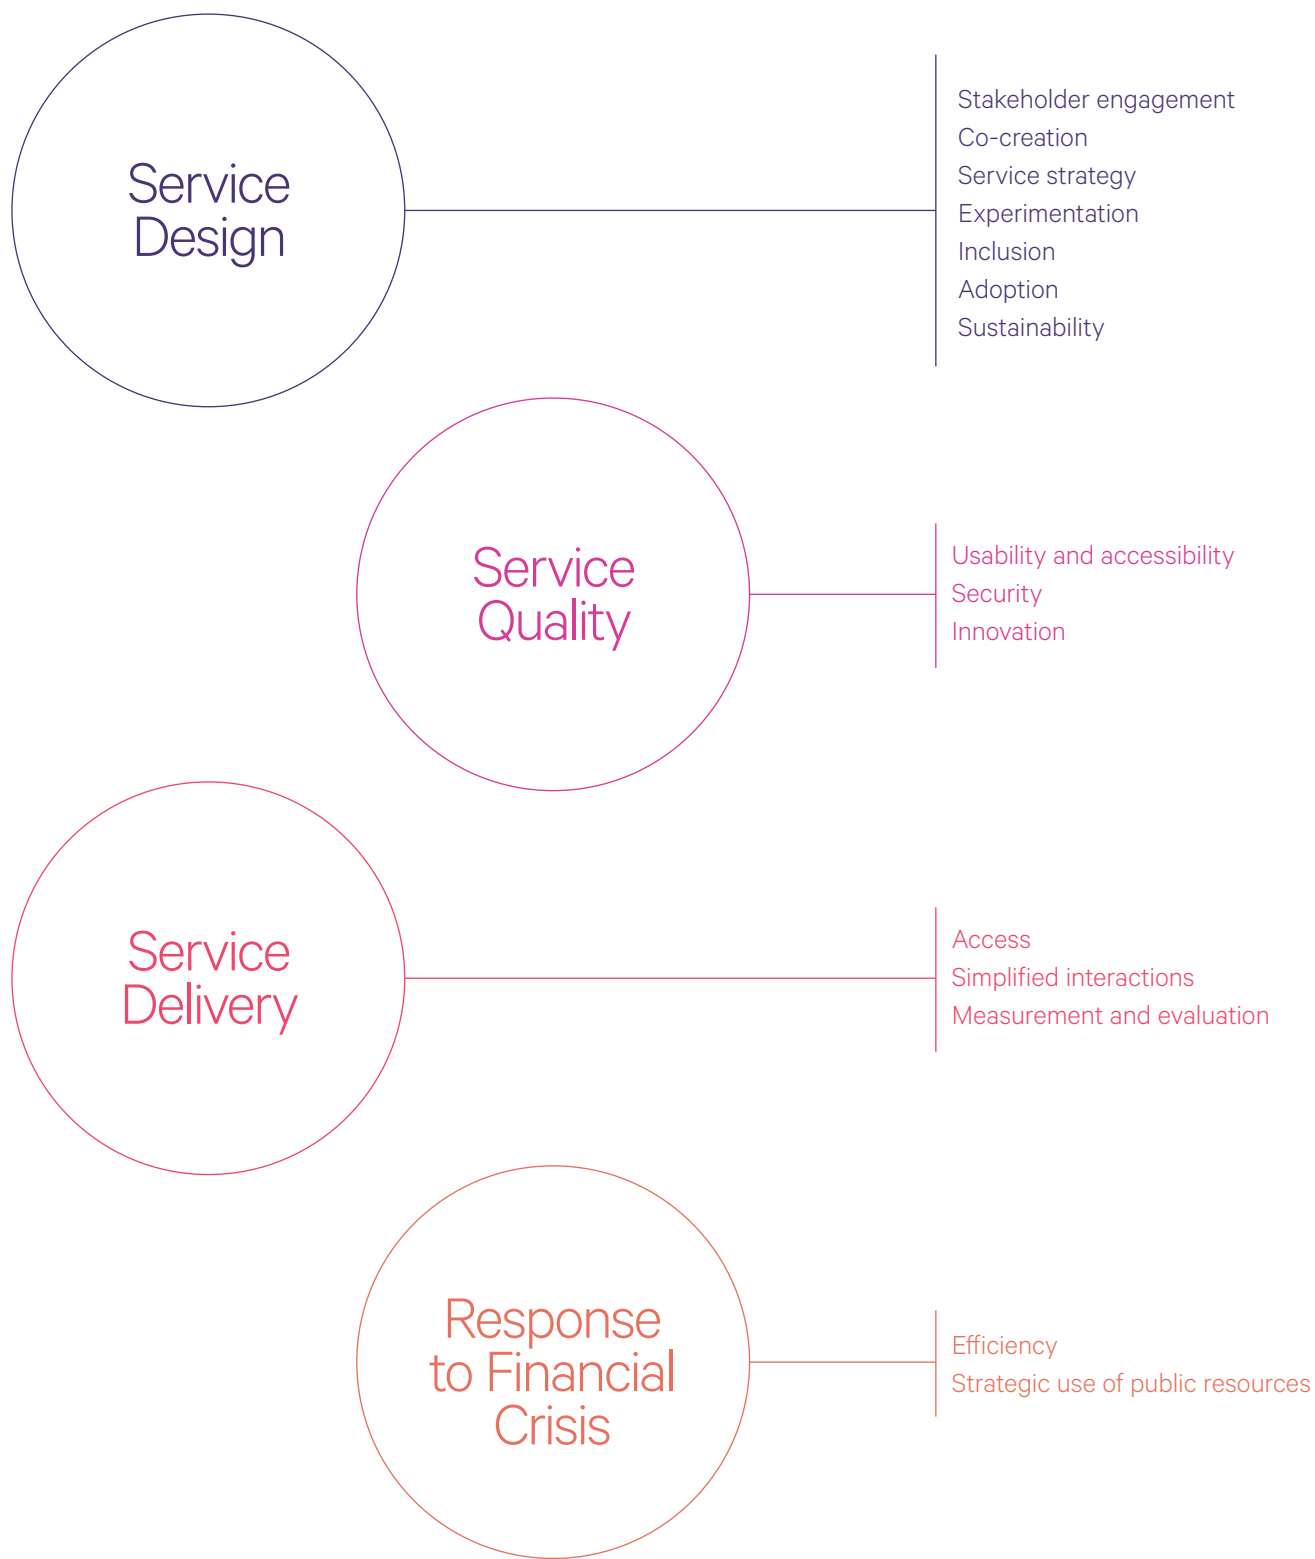 Service
Design
Stakeholder engagement
Co-creation
Service strategy
Experimentation
Inclusion
Adoption
Sustainability
Service
Quality
Usability and accessibility
Security
Innovation
Service
Delivery
Access
Simplified interactions
Measurement and evaluation
Response
to Financial
Crisis
Efficiency
Strategic use of public resources